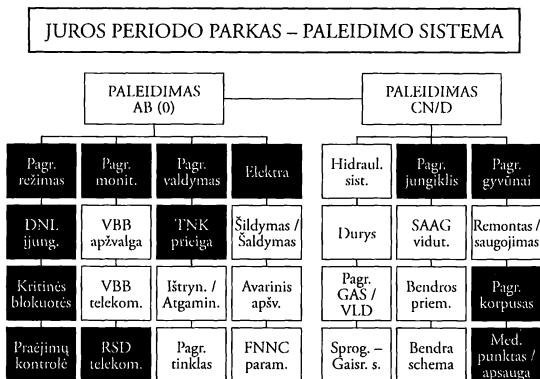 JUROS PERIODO PARKAS – PALEIDIMO SISTEMA
PALEIDIMAS
AB (0)
PALEIDIMAS
CN/D
Pagr.
režimas
Pagr.
monit.
Pagr.
valdymas
Elektra
Hidraul.
sist.
Pagr.
jungiklis
Pagr.
gyvūnai
DNL
įjung.
VBB
apžvalga
TNK
prieiga
Šildymas /
Šaldymas
Durys
SAAG
vidut.
Remontas /
saugojimas
Kritinės
blokuotės
VBB
telekom.
Ištryn. /
Atgamin.
Avarinis
apšv.
Pagr.
GAS /
VLD
Bendros
priem.
Pagr.
korpusas
Praėjimų
kontrolė
RSD
telekom.
Pagr.
tinklas
FNNC
param.
Sprog. –
Gaisr. s.
Bendra
schema
Med.
punktas /
apsauga